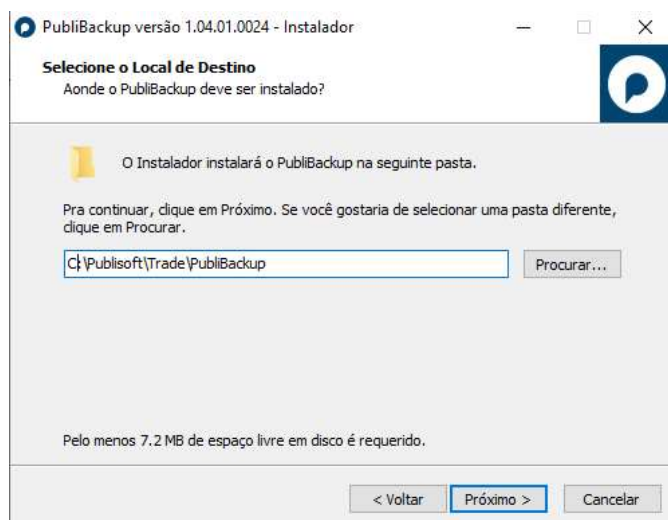 PubliBackup versão 1.04.01.0024 - Instalador
Selecione o Local de Destino
Aonde o PubliBackup deve ser instalado?
O Instalador instalará o PubliBackup na seguinte pasta.
Pra continuar, clique em Próximo. Se você gostaria de selecionar uma pasta diferente,
clique em Procurar.
C:\Publisoft\Trade\PubliBackup
Procurar...
Pelo menos 7.2 MB de espaço livre em disco é requerido.
< Voltar
Próximo >
Cancelar